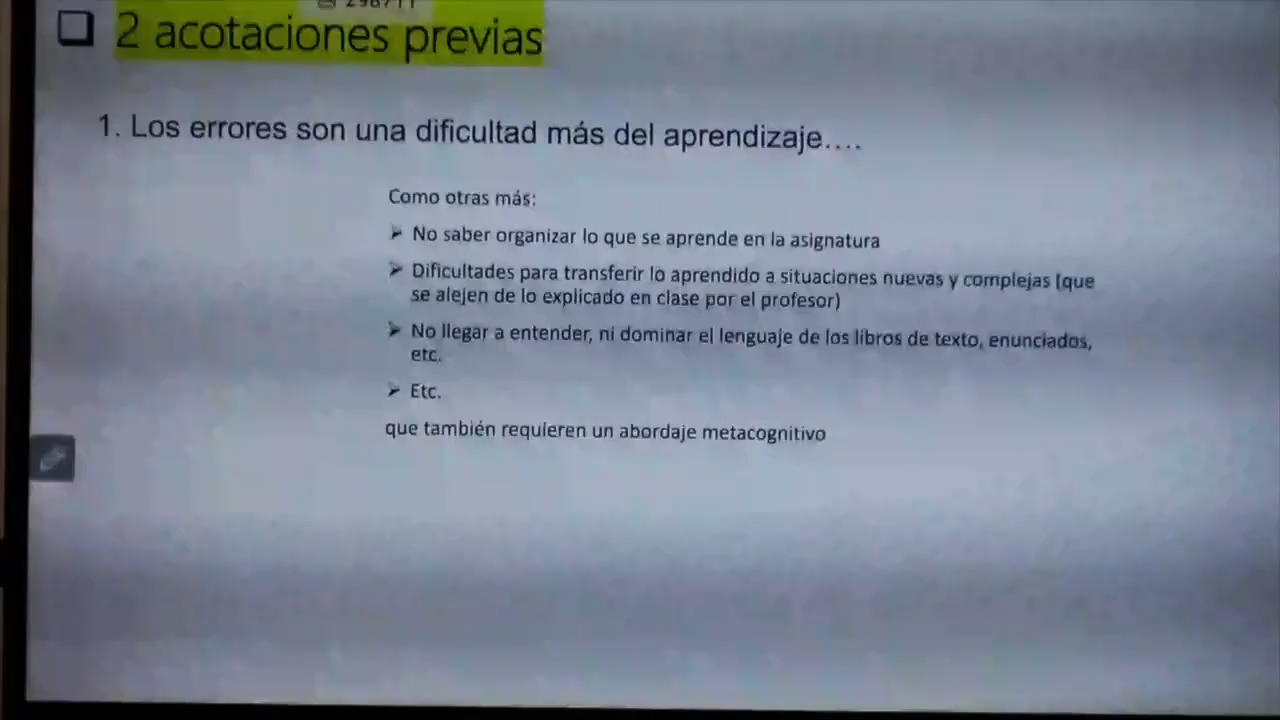 2 acotaciones previas
1. Los errores son una dificultad más del aprendizaje....
Como otras más:
No saber organizar lo que se aprende en la asignatura
Dificultades para transferir lo aprendido a situaciones nuevas y complejas (que
se alejen de lo explicado en clase por el profesor)
No llegar a entender, ni dominar el lenguaje de los libros de texto, enunciados,
etc.
Etc.
que también requieren un abordaje metacognitivo